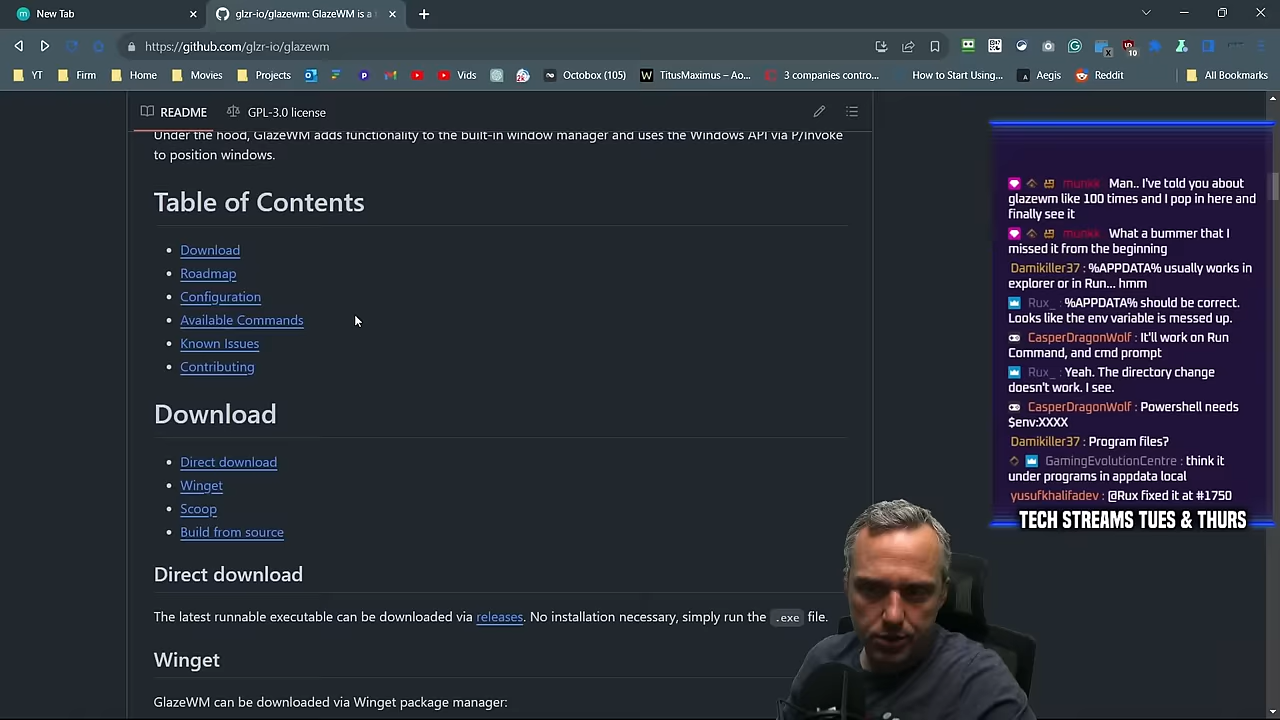 New Tab
glzr-io/glazewm: GlazeWM is a
https://github.com/glzr-io/glazewm
10
YT
Firm
Home
Movies
Projects
Vids
Octobox (105)
TitusMaximus – Ao...
3 companies contro...
How to Start Using...
Aegis
Reddit
All Bookmarks
README
GPL-3.0 license
Under the hood, GlazeWM adds functionality to the built-in window manager and uses the Windows API via P/Invoke
to position windows.
Table of Contents
Download
Roadmap
Configuration
Available Commands
Known Issues
Contributing
Download
Direct download
Winget
Scoop
Build from source
Direct download
The latest runnable executable can be downloaded via releases. No installation necessary, simply run the .exe file.
Winget
GlazeWM can be downloaded via Winget package manager:
munkk Man.. I've told you about
glazewm like 100 times and I pop in here and
finally see it
munkk What a bummer that I
missed it from the beginning
Damikiller37 : %APPDATA% usually works in
explorer or in Run... hmm
Rux_ : %APPDATA% should be correct.
Looks like the env variable is messed up.
CasperDragonWolf : It'll work on Run
Command, and cmd prompt
Rux_ : Yeah. The directory change
doesn't work. I see.
CasperDragonWolf : Powershell needs
$env:XXXX
Damikiller37 : Program files?
GamingEvolutionCentre : think it
under programs in appdata local
yusufkhalifadev : @Rux fixed it at #1750
TECH STREAMS TUES & THURS